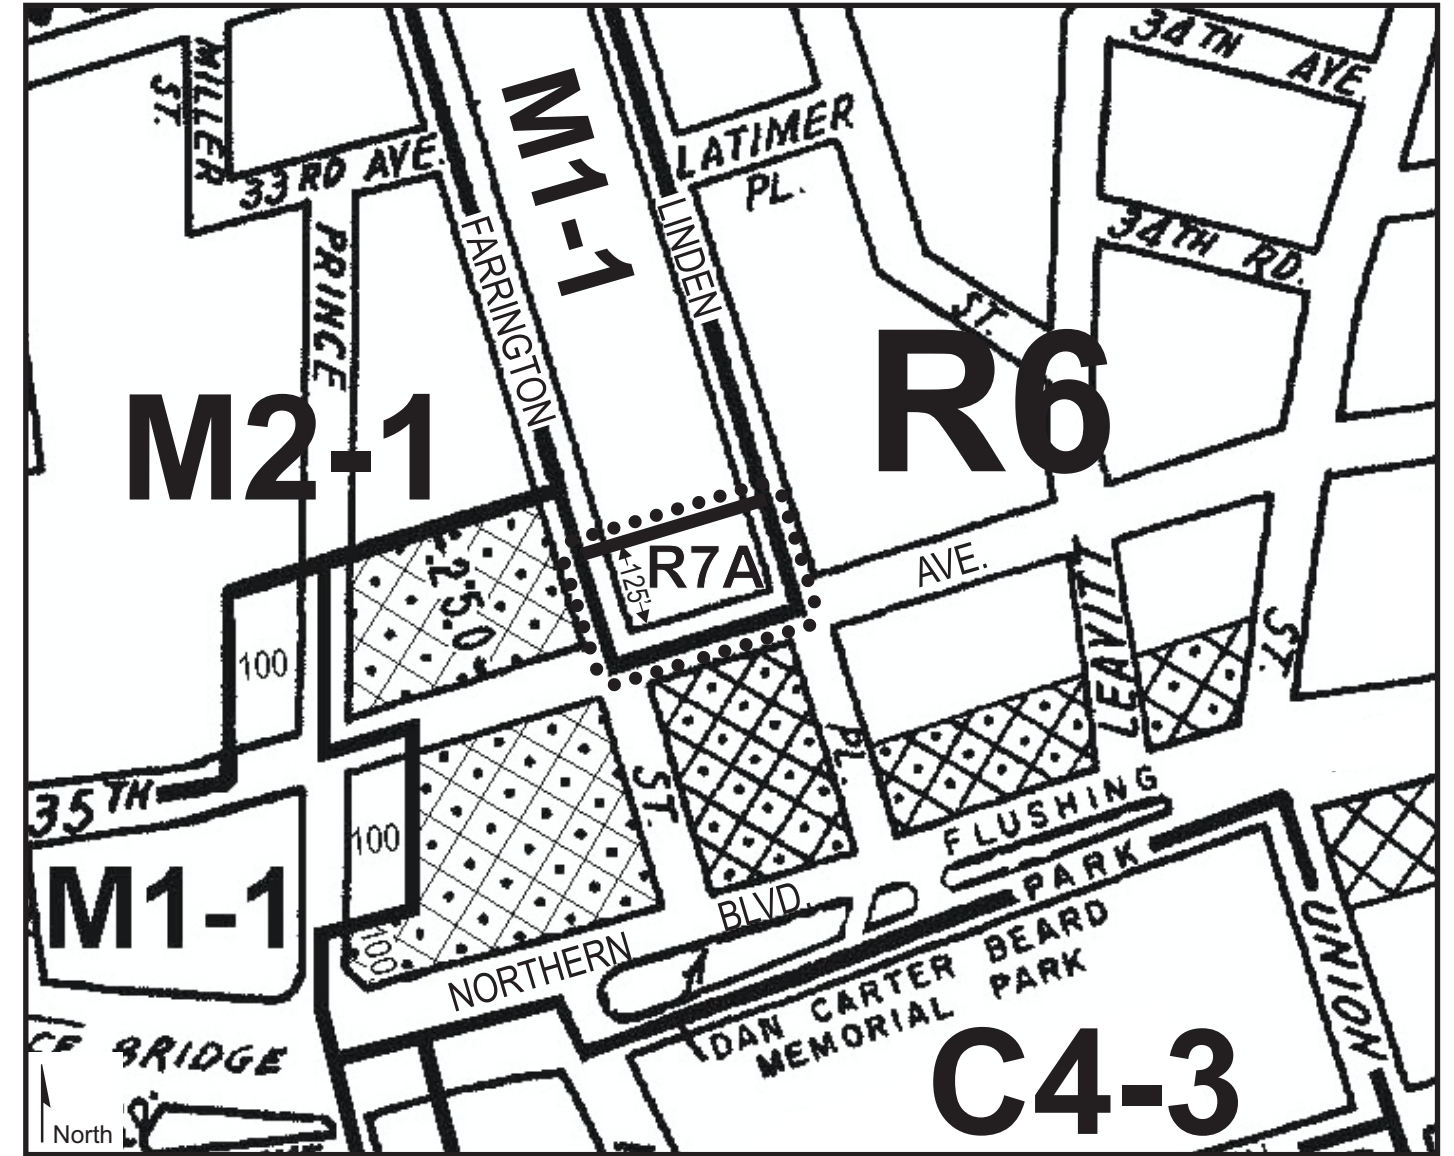 34TH AVE.
MILLER
ST.
M1-1
LATIMER
PL.
33RD AVE.
FARRINGTON
LINDEN
PRINCE
34TH RD.
ST.
R6
M2-1
R7A
125'
AVE.
2.50
LEAVITT
ST.
100
PL.
ST.
35TH
100
FLUSHING
PARK
M1-1
BLVD.
100
NORTHERN
UNION
DAN CARTER BEARD
MEMORIAL PARK
CE BRIDGE
C4-3
North